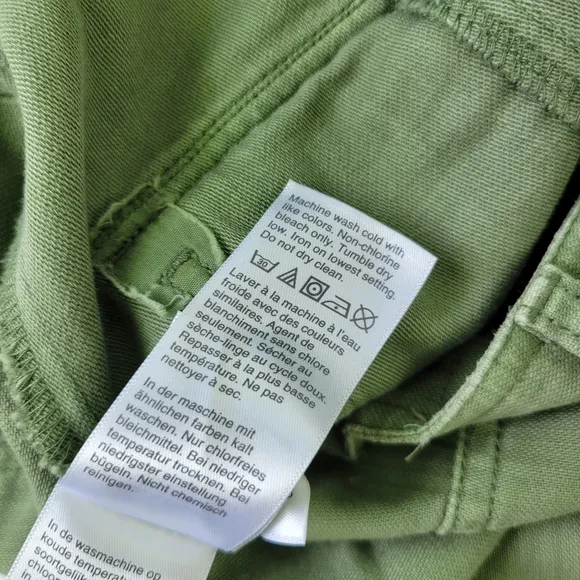 Machine wash cold with
like colors. Non-chlorine
bleach only. Tumble dry
low. Iron on lowest setting.
Do not dry clean.
30
Laver à la machine à l'eau
froide avec des couleurs
similaires. Agent de
blanchiment sans chlore
seulement. Sécher au
sèche-linge au cycle doux.
Repasser à la plus basse
température. Ne pas
nettoyer à sec.
In der maschine mit
ähnlichen farben kalt
waschen. Nur chlorfreies
bleichmittel. Bei niedriger
temperatur trocknen. Bei
niedrigster einstellung
bügeln. Nicht chemisch
In de wasmachine op
koude temperatuur
soortgelijke